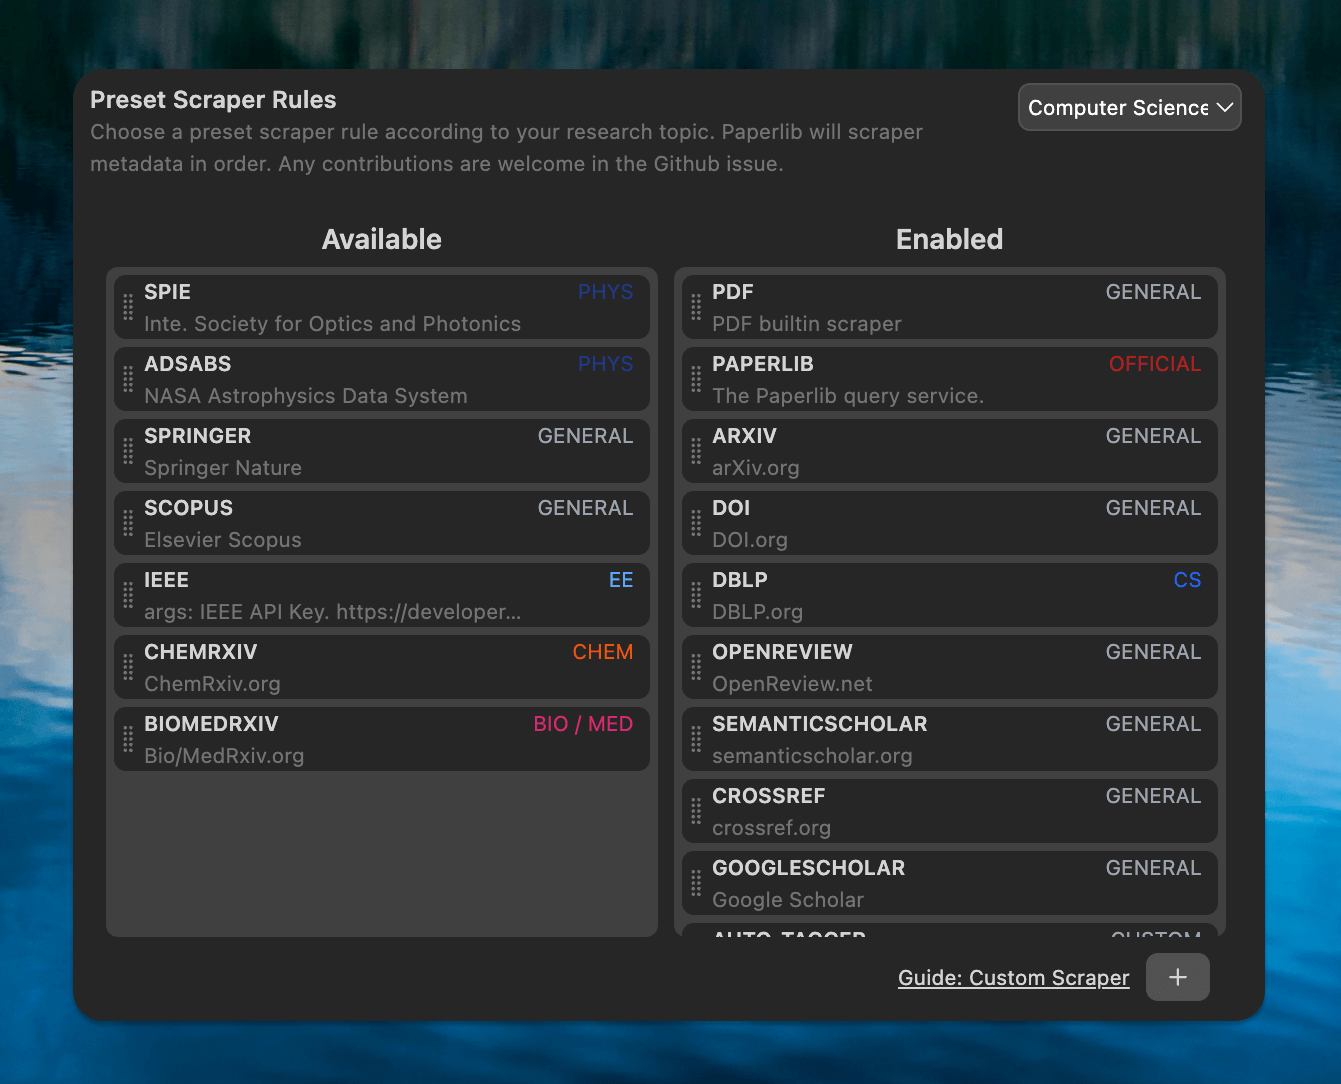 Preset Scraper Rules
Computer Science
Choose a preset scraper rule according to your research topic. Paperlib will scraper
metadata in order. Any contributions are welcome in the Github issue.
Available
SPIE PHYS
Inte. Society for Optics and Photonics
ADSABS PHYS
NASA Astrophysics Data System
SPRINGER GENERAL
Springer Nature
SCOPUS GENERAL
Elsevier Scopus
IEEE EE
args: IEEE API Key. https://developer...
CHEMRXIV CHEM
ChemRxiv.org
BIOMEDRXIV BIO / MED
Bio/MedRxiv.org
Enabled
PDF GENERAL
PDF builtin scraper
PAPERLIB OFFICIAL
The Paperlib query service.
ARXIV GENERAL
arXiv.org
DOI GENERAL
DOI.org
DBLP CS
DBLP.org
OPENREVIEW GENERAL
OpenReview.net
SEMANTICSCHOLAR GENERAL
semanticscholar.org
CROSSREF GENERAL
crossref.org
GOOGLESCHOLAR GENERAL
Google Scholar
AUTO-TAGGER CUSTOM
Guide: Custom Scraper +